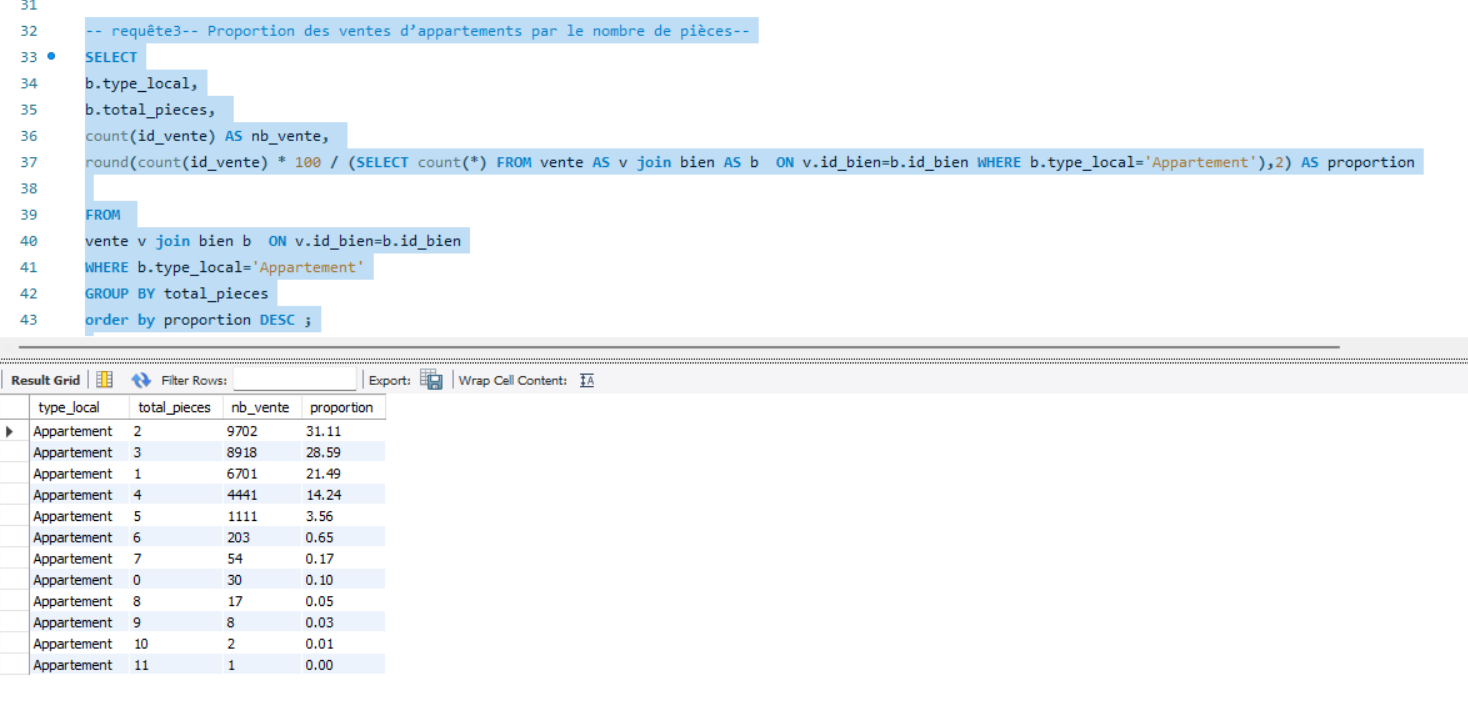 31
32 -- requête3-- Proportion des ventes d’appartements par le nombre de pièces--
33 SELECT
34 b.type_local,
35 b.total_pieces,
36 count(id_vente) AS nb_vente,
37 round(count(id_vente) * 100 / (SELECT count(*) FROM vente AS v join bien AS b  ON v.id_bien=b.id_bien WHERE b.type_local='Appartement'),2) AS proportion
38
39 FROM
40 vente v join bien b  ON v.id_bien=b.id_bien
41 WHERE b.type_local='Appartement'
42 GROUP BY total_pieces
43 order by proportion DESC ;
Result Grid Filter Rows: Export: Wrap Cell Content: IA
type_local total_pieces nb_vente proportion
Appartement 2 9702 31.11
Appartement 3 8918 28.59
Appartement 1 6701 21.49
Appartement 4 4441 14.24
Appartement 5 1111 3.56
Appartement 6 203 0.65
Appartement 7 54 0.17
Appartement 0 30 0.10
Appartement 8 17 0.05
Appartement 9 8 0.03
Appartement 10 2 0.01
Appartement 11 1 0.00